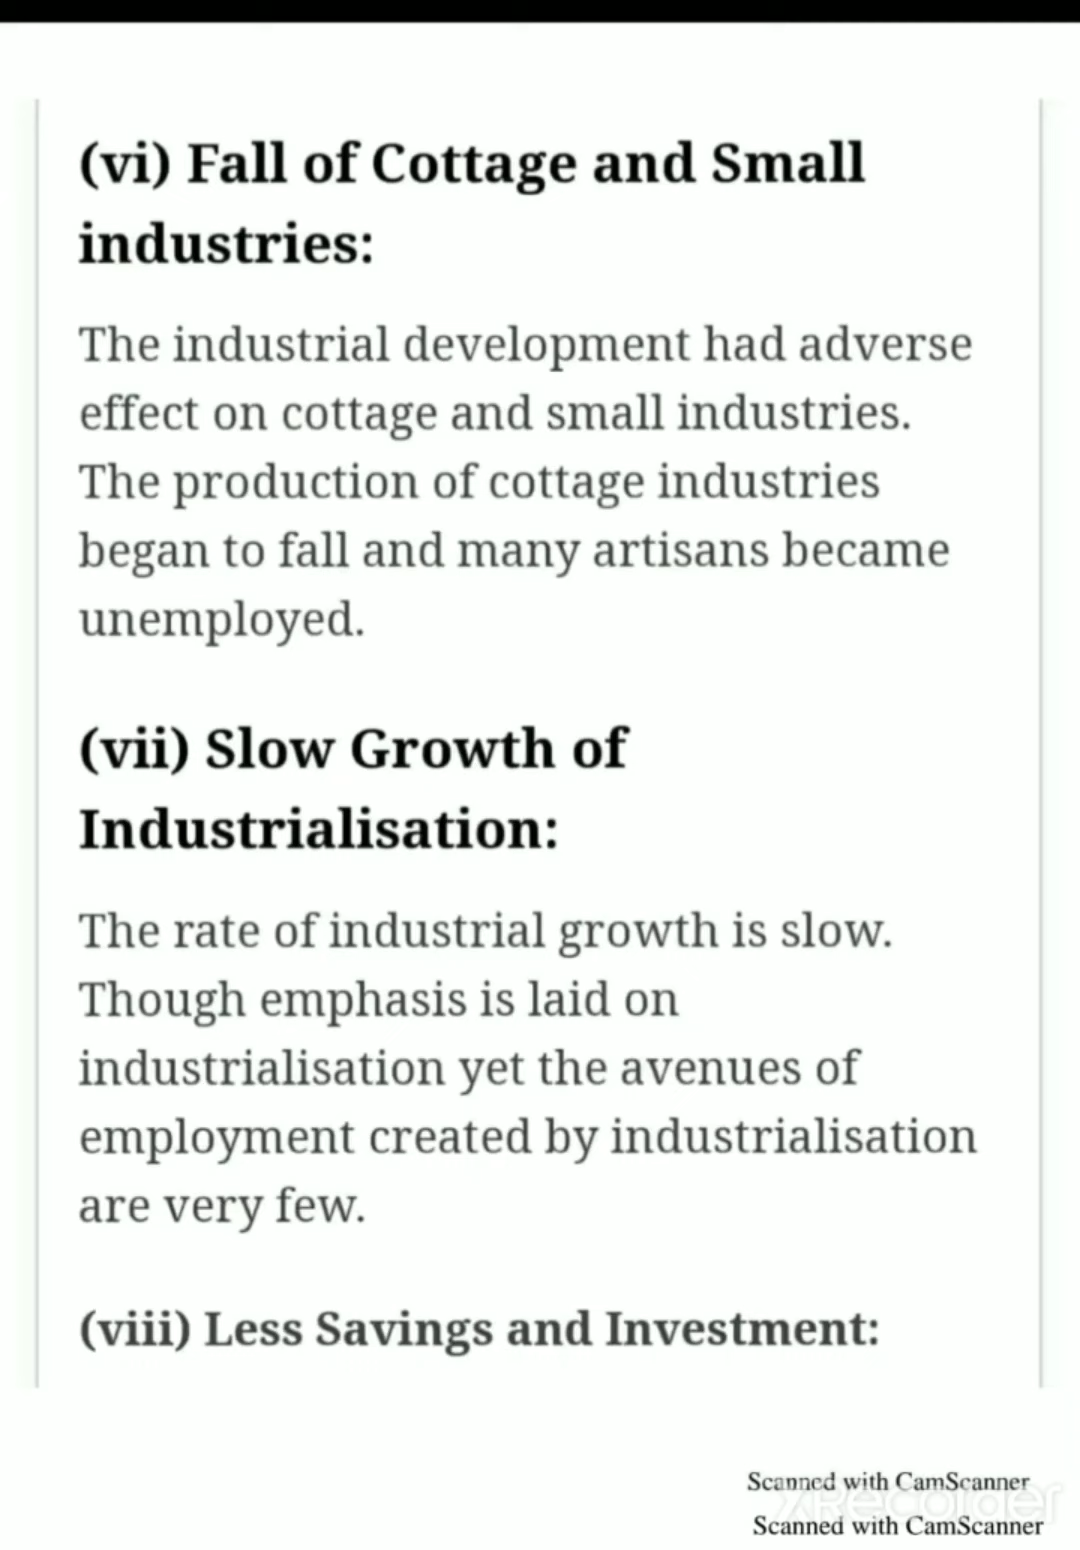 (vi) Fall of Cottage and Small
industries:
The industrial development had adverse
effect on cottage and small industries.
The production of cottage industries
began to fall and many artisans became
unemployed.
(vii) Slow Growth of
Industrialisation:
The rate of industrial growth is slow.
Though emphasis is laid on
industrialisation yet the avenues of
employment created by industrialisation
are very few.
(viii) Less Savings and Investment:
Scanned with CamScanner
XRecorder
Scanned with CamScanner